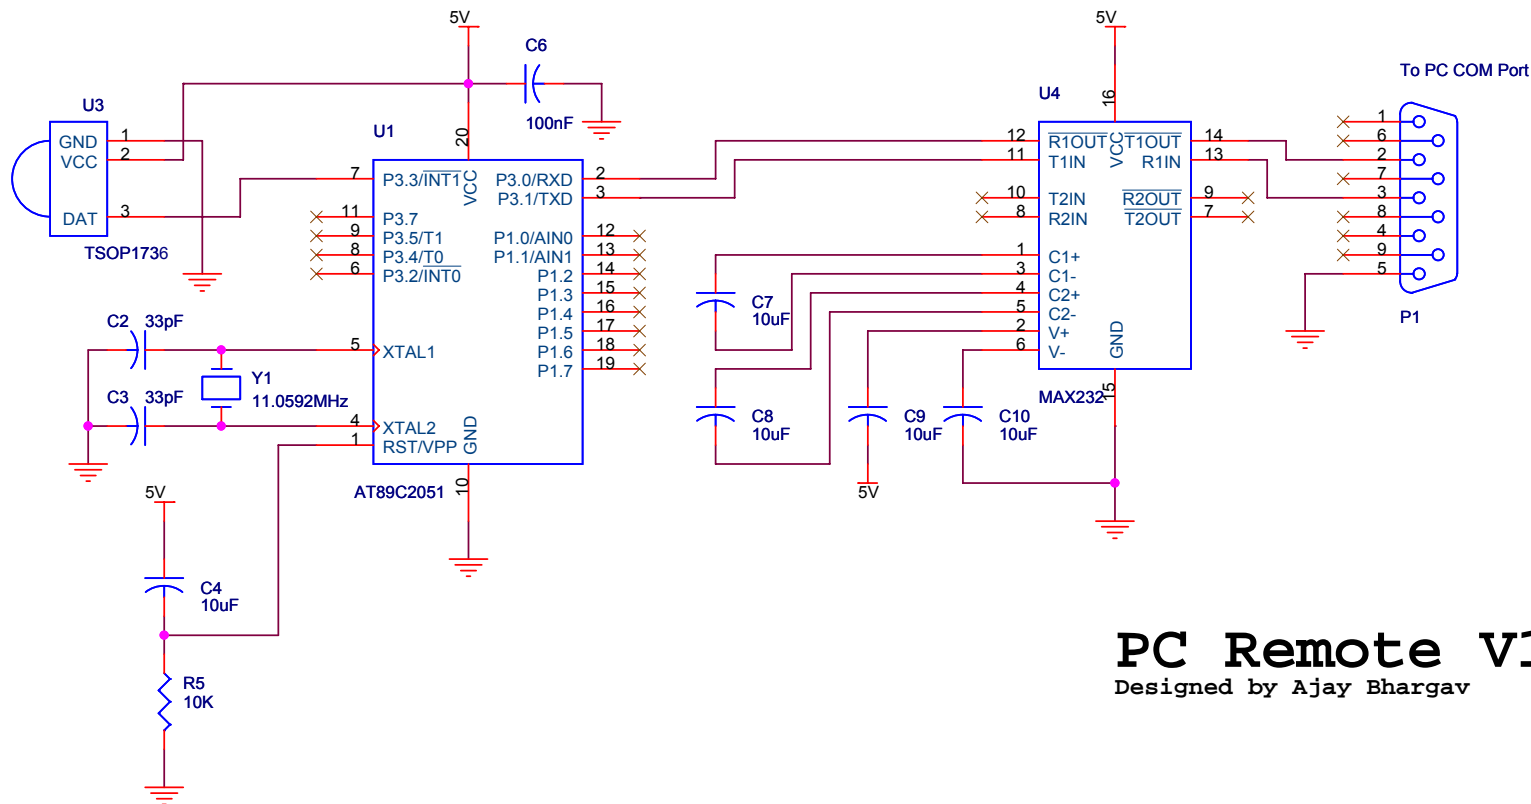 5V
C6
100nF
U3
1
GND
2
VCC
3
DAT
TSOP1736
U1
20
VCC
7
P3.3/INT1
11
P3.7
9
P3.5/T1
8
P3.4/T0
6
P3.2/INT0
5
XTAL1
4
XTAL2
1
RST/VPP
GND
10
AT89C2051
P3.0/RXD
2
P3.1/TXD
3
P1.0/AIN0
12
P1.1/AIN1
13
P1.2
14
P1.3
15
P1.4
16
P1.5
17
P1.6
18
P1.7
19
C2
33pF
C3
33pF
Y1
11.0592MHz
5V
C4
10uF
R5
10K
5V
U4
16
VCC
12
R1OUT
11
T1IN
10
T2IN
8
R2IN
1
C1+
3
C1-
4
C2+
5
C2-
2
V+
6
V-
T1OUT
14
R1IN
13
R2OUT
9
T2OUT
7
GND
15
MAX232
C7
10uF
C8
10uF
C9
10uF
5V
C10
10uF
To PC COM Port
1
6
2
7
3
8
4
9
5
P1
PC Remote V1
Designed by Ajay Bhargav